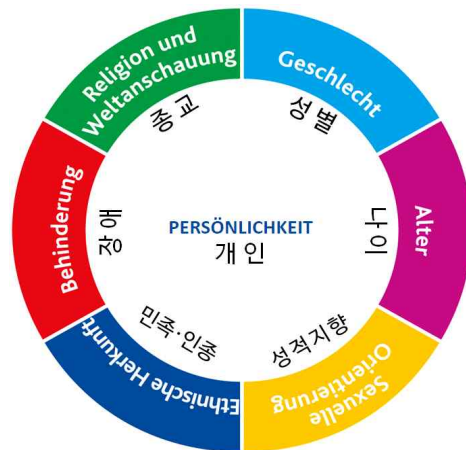 Religion und
Weltanschauung
종교
Geschlecht
성별
Alter
나이
Sexuelle
Orientierung
성적지향
Ethnische Herkunft
민족·인종
Behinderung
장애
PERSÖNLICHKEIT
개인